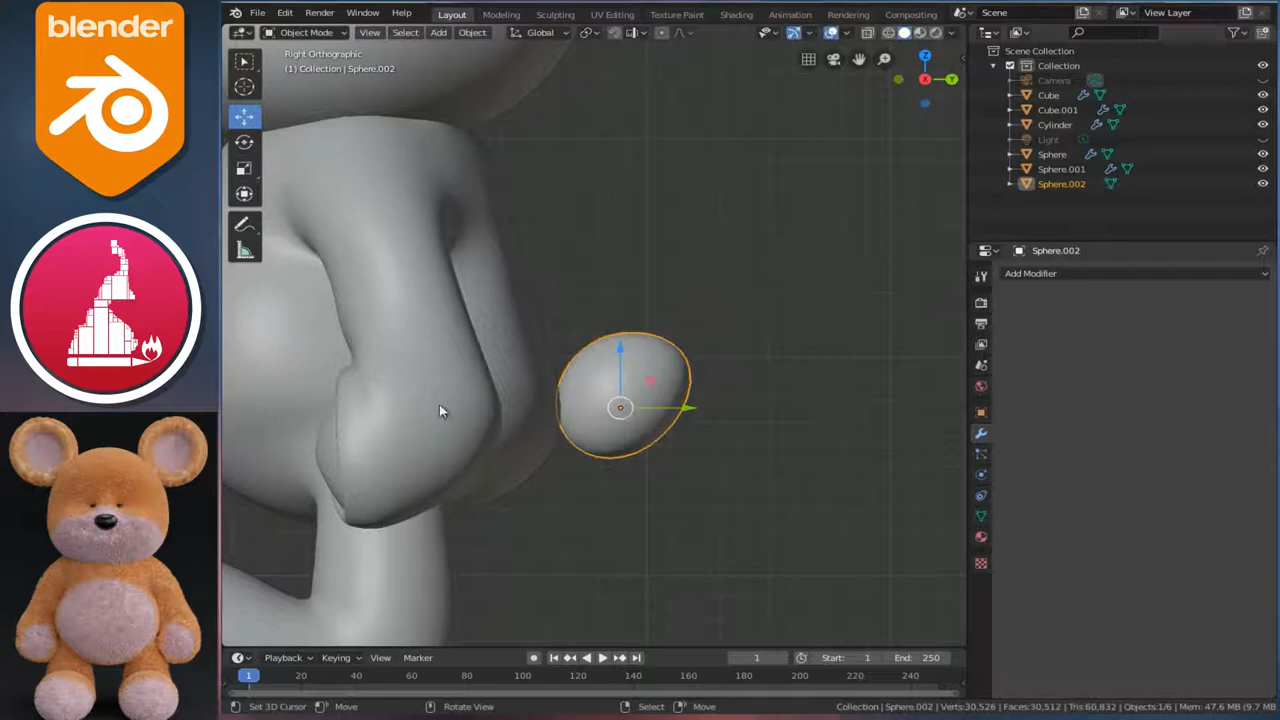 blender
File Edit Render Window Help
Layout Modeling Sculpting UV Editing Texture Paint Shading Animation Rendering Compositing
Scene
View Layer
Object Mode View Select Add Object Global
Right Orthographic
(1) Collection | Sphere.002
Z
X
Y
Scene Collection
Collection
Camera
Cube
Cube.001
Cylinder
Light
Sphere
Sphere.001
Sphere.002
Sphere.002
Add Modifier
Playback Keying View Marker
1
Start: 1 End: 250
1 20 40 60 80 100 120 140 160 180 200 220 240
Set 3D Cursor Move Rotate View Select Move
Collection | Sphere.002 | Verts:30,526 | Faces:30,512 | Tris:60,832 | Objects:1/6 | Mem: 47.6 MB (9.7 MB